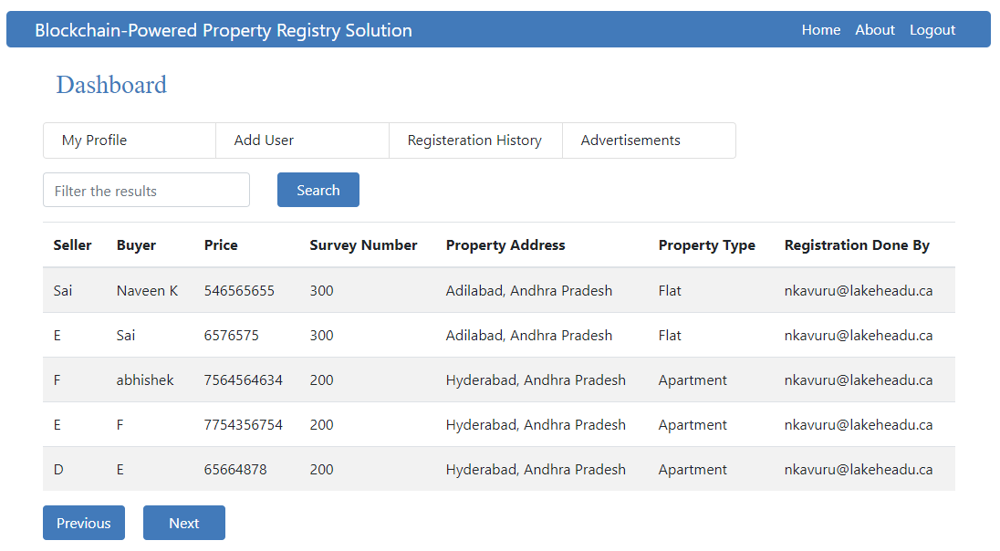 Blockchain-Powered Property Registry Solution Home About Logout
Dashboard
My Profile Add User Registeration History Advertisements
Filter the results Search
Seller Buyer Price Survey Number Property Address Property Type Registration Done By
Sai Naveen K 546565655 300 Adilabad, Andhra Pradesh Flat nkavuru@lakeheadu.ca
E Sai 6576575 300 Adilabad, Andhra Pradesh Flat nkavuru@lakeheadu.ca
F abhishek 7564564634 200 Hyderabad, Andhra Pradesh Apartment nkavuru@lakeheadu.ca
E F 7754356754 200 Hyderabad, Andhra Pradesh Apartment nkavuru@lakeheadu.ca
D E 65664878 200 Hyderabad, Andhra Pradesh Apartment nkavuru@lakeheadu.ca
Previous Next